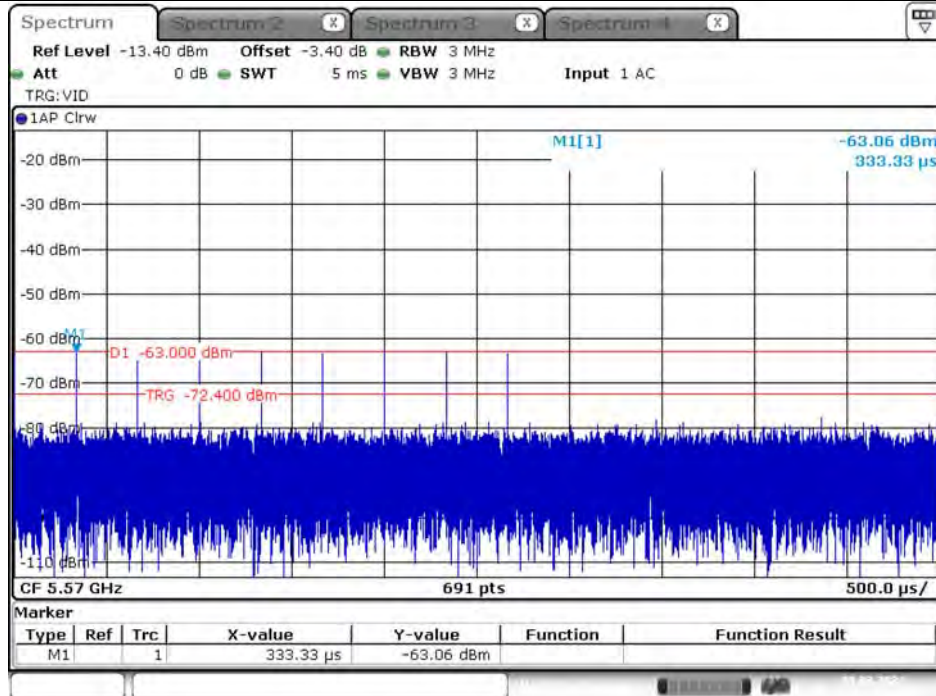 Spectrum Spectrum 2 X Spectrum 3 X Spectrum 4 X
Ref Level -13.40 dBm Offset -3.40 dB RBW 3 MHz
Att 0 dB SWT 5 ms VBW 3 MHz Input 1 AC
TRG:VID
1AP Clrw
M1[1] -63.06 dBm
333.33 µs
-20 dBm
-30 dBm
-40 dBm
-50 dBm
-60 dBm
M1
D1 -63.000 dBm
-70 dBm
TRG -72.400 dBm
-80 dBm
-110 dBm
CF 5.57 GHz 691 pts 500.0 µs/
Marker
Type Ref Trc X-value Y-value Function Function Result
M1 1 333.33 µs -63.06 dBm